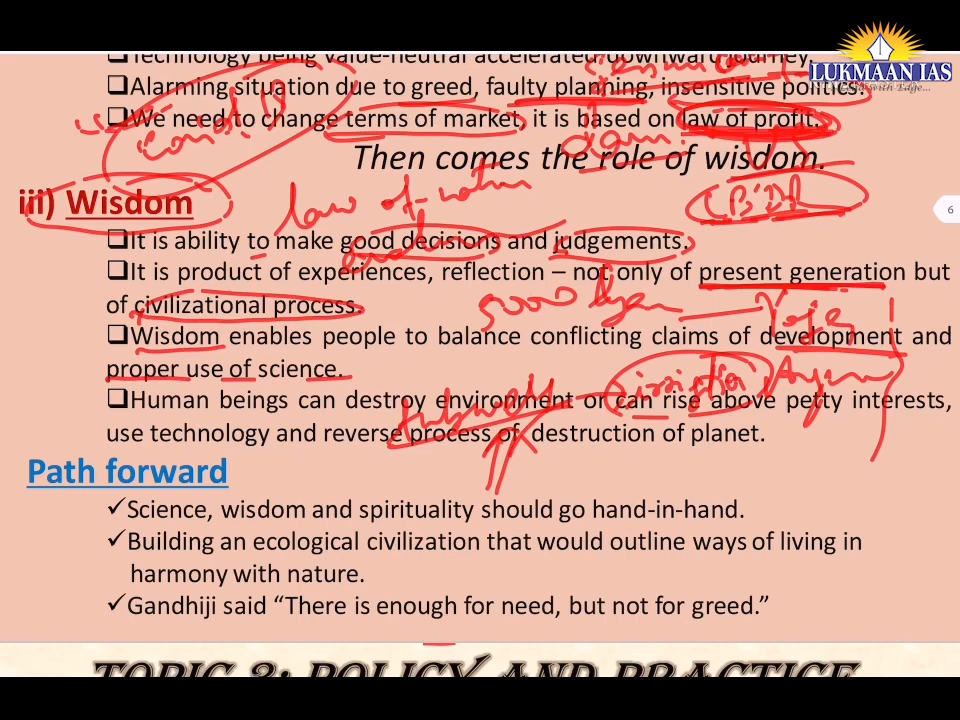 ❑Technology being value-neutral accelerated downward journey.
LUKMAAN IAS
❑Alarming situation due to greed, faulty planning, insensitive politics.
❑We need to change terms of market, it is based on law of profit.
Then comes the role of wisdom.
law of nature
iii) Wisdom
6
❑It is ability to make good decisions and judgements.
❑It is product of experiences, reflection – not only of present generation but
of civilizational process.
good
❑Wisdom enables people to balance conflicting claims of development and
proper use of science.
❑Human beings can destroy environment or can rise above petty interests,
use technology and reverse process of destruction of planet.
Path forward
✓Science, wisdom and spirituality should go hand-in-hand.
✓Building an ecological civilization that would outline ways of living in
harmony with nature.
✓Gandhiji said “There is enough for need, but not for greed.”
TOPIC 2: POLICY AND PRACTICE